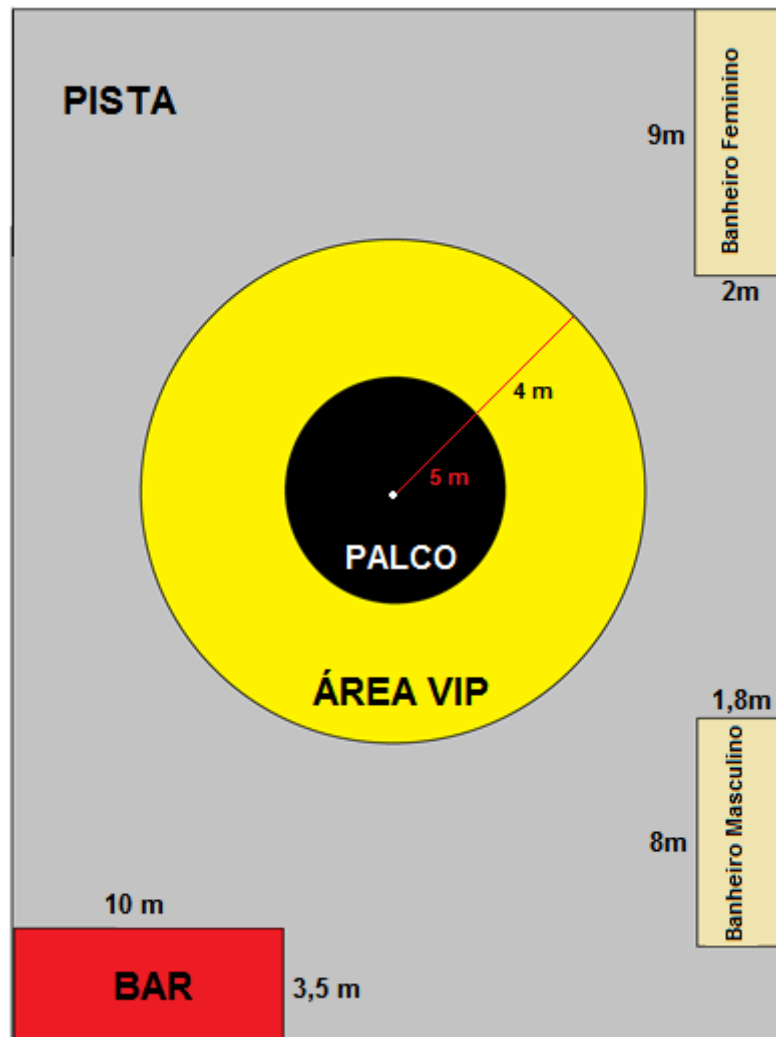 PISTA
9m
Banheiro Feminino
2m
4 m
5 m
PALCO
ÁREA VIP
1,8m
8m
Banheiro Masculino
10 m
BAR
3,5 m